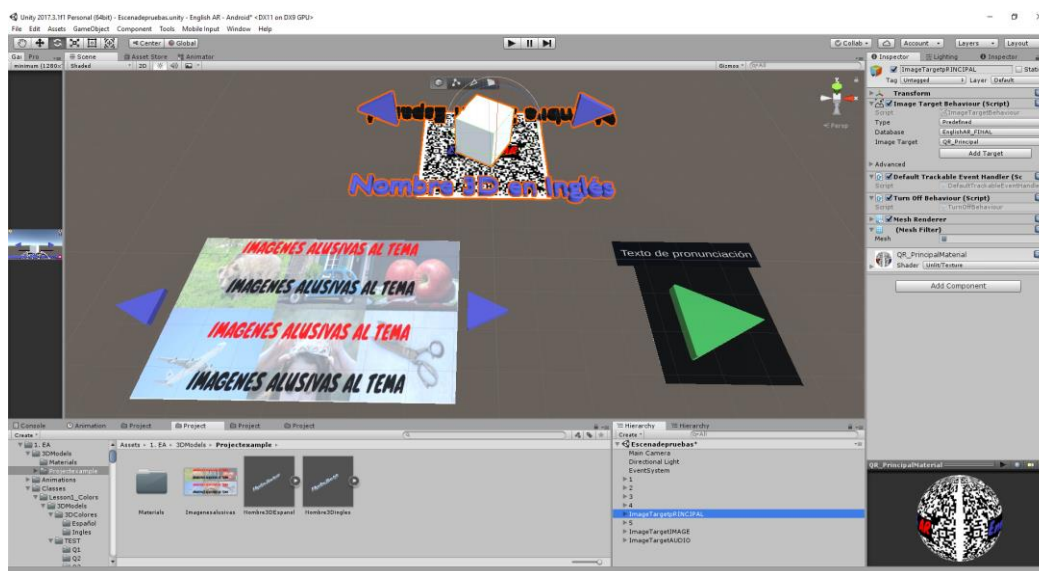 Unity 2017.3.1f1 Personal (64bit) - Escenadepruebas.unity - English AR - Android* <DX11 on DX9 GPU>
File Edit Assets GameObject Component Tools Mobile Input Window Help
Center Global
Collab Account Layers Layout
Pro Scene Asset Store Animator
Inspector Lighting Inspector
Shaded 2D Gizmos
ImageTargetpRINCIPAL
Tag Untagged Layer Default
Transform
Image Target Behaviour (Script)
Script ImageTargetBehaviour
Type Predefined
Database EnglishAR_FINAL
Image Target QR_Principal
Add Target
Advanced
Default Trackable Event Handler (Sc
Script DefaultTrackableEventHandle
Turn Off Behaviour (Script)
Script TurnOffBehaviour
Mesh Renderer
(Mesh Filter)
Mesh
QR_PrincipalMaterial
Shader Unlit/Texture
Add Component
Persp
Nombre 3D en Inglés
IMAGENES ALUSIVAS AL TEMA
IMAGENES ALUSIVAS AL TEMA
IMAGENES ALUSIVAS AL TEMA
IMAGENES ALUSIVAS AL TEMA
Texto de pronunciación
Console Animation Project Project Project Project
Create
Assets 1. EA 3DModels Projectexample
1. EA
3DModels
Materials
Projectexample
Animations
Classes
Lesson1_Colors
3DModels
3DColores
Español
Ingles
TEST
Q1
Q2
Materials Imagenesalusivas Nombre3DEspanol Nombre3DIngles
Hierarchy Hierarchy
Create
Escenadepruebas*
Main Camera
Directional Light
EventSystem
1
2
3
4
ImageTargetpRINCIPAL
5
ImageTargetIMAGE
ImageTargetAUDIO
QR_PrincipalMaterial